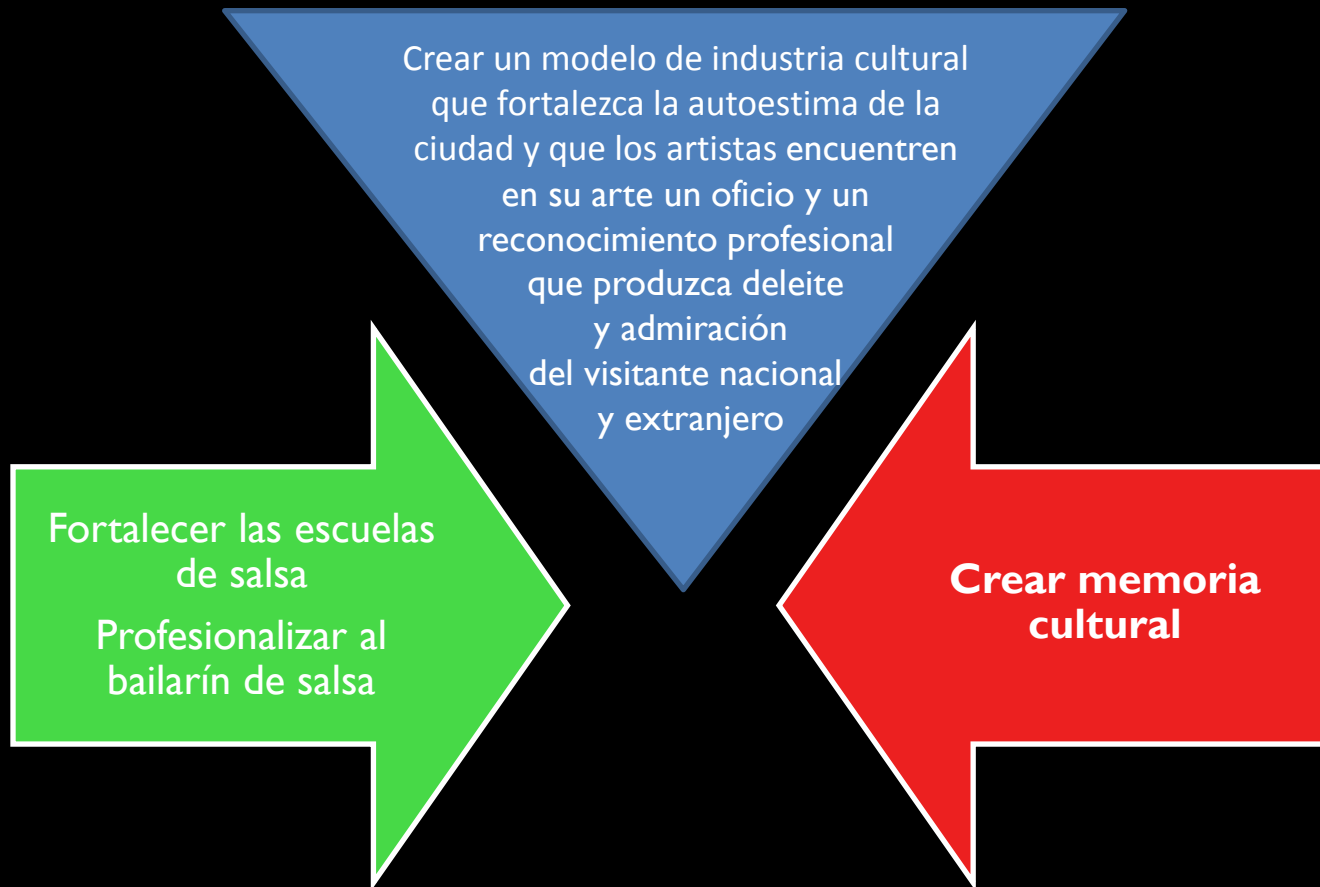 Crear un modelo de industria cultural
que fortalezca la autoestima de la
ciudad y que los artistas encuentren
en su arte un oficio y un
reconocimiento profesional
que produzca deleite
y admiración
del visitante nacional
y extranjero
Fortalecer las escuelas
de salsa
Profesionalizar al
bailarín de salsa
Crear memoria
cultural